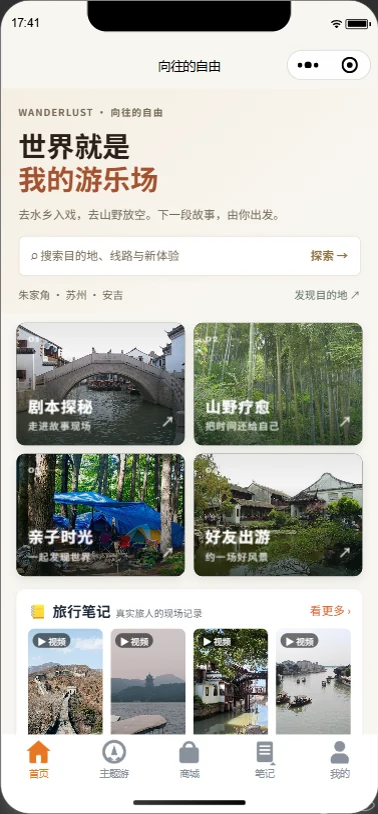 17:41
向往的自由
WANDERLUST · 向往的自由
世界就是
我的游乐场
去水乡入戏，去山野放空。下一段故事，由你出发。
搜索目的地、线路与新体验 探索 →
朱家角 · 苏州 · 安吉 发现目的地 ↗
剧本探秘
走进故事现场
山野疗愈
把时间还给自己
亲子时光
一起发现世界
好友出游
约一场好风景
旅行笔记 真实旅人的现场记录 看更多 ›
视频 视频 视频 视频
首页 主题游 商城 笔记 我的